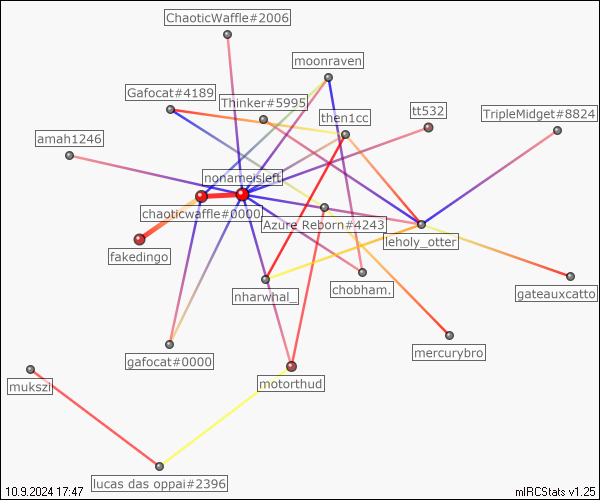 ChaoticWaffle#2006
moonraven
Gafocat#4189
Thinker#5995
tt532
TripleMidget#8824
then1cc
amah1246
nonameisleft
chaoticwaffle#0000
Azure Reborn#4243
leholy_otter
fakedingo
nharwhal_
chobham.
gateauxcatto
gafocat#0000
mercurybro
motorthud
mukszi
lucas das oppai#2396
10.9.2024 17:47
mIRCStats v1.25